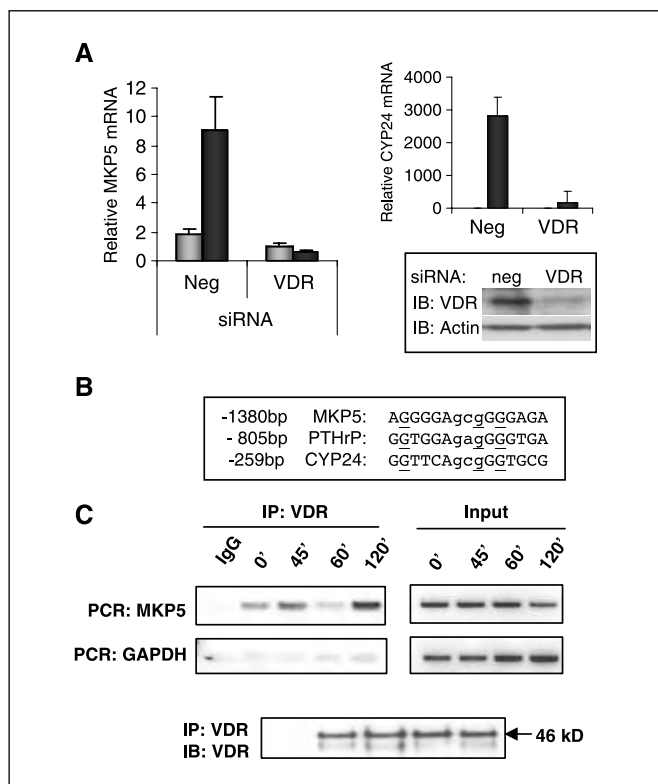 A
Relative MKP5 mRNA
12
10
8
6
4
2
0
Neg
VDR
siRNA
Relative CYP24 mRNA
4000
3000
2000
1000
0
Neg
VDR
siRNA: neg VDR
IB: VDR
IB: Actin
B
-1380bp MKP5: AGGGGAgcgGGGAGA
- 805bp PTHrP: GGTGGAgagGGGTGA
-259bp CYP24: GGTTCAgcgGGTGCG
C
IP: VDR
Input
IgG 0' 45' 60' 120'
0' 45' 60' 120'
PCR: MKP5
PCR: GAPDH
IP: VDR
IB: VDR
46 kD